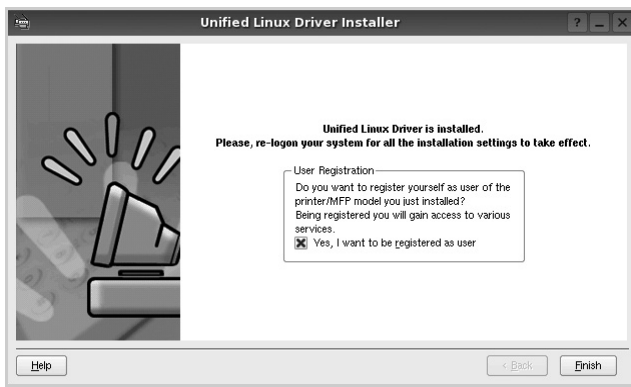 Unified Linux Driver Installer
Unified Linux Driver is installed.
Please, re-logon your system for all the installation settings to take effect.
User Registration
Do you want to register yourself as user of the
printer/MFP model you just installed?
Being registered you will gain access to various
services.
Yes, I want to be registered as user
Help
< Back
Finish